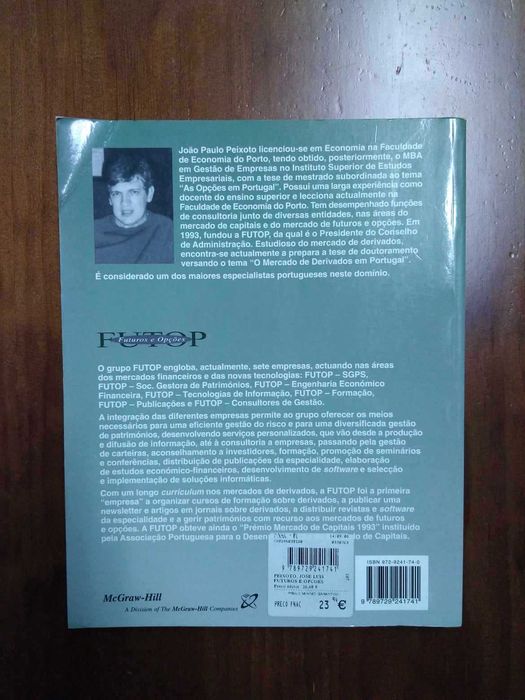 João Paulo Peixoto licenciou-se em Economia na Faculdade
de Economia do Porto, tendo obtido, posteriormente, o MBA
em Gestão de Empresas no Instituto Superior de Estudos
Empresariais, com a tese de mestrado subordinada ao tema
"As Opções em Portugal". Possui uma larga experiência como
docente do ensino superior e lecciona actualmente na
Faculdade de Economia do Porto. Tem desempenhado funções
de consultoria junto de diversas entidades, nas áreas do
mercado de capitais e do mercado de futuros e opções. Em
1993, fundou a FUTOP, da qual é o Presidente do Conselho
de Administração. Estudioso do mercado de derivados,
encontra-se actualmente a prepara a tese de doutoramento
versando o tema "O Mercado de Derivados em Portugal".
É considerado um dos maiores especialistas portugueses neste domínio.
FUTOP
Futuros e Opções
O grupo FUTOP engloba, actualmente, sete empresas, actuando nas áreas
dos mercados financeiros e das novas tecnologias: FUTOP – SGPS,
FUTOP – Soc. Gestora de Patrimónios, FUTOP – Engenharia Económico
Financeira, FUTOP – Tecnologias de Informação, FUTOP – Formação,
FUTOP – Publicações e FUTOP – Consultores de Gestão.
A integração das diferentes empresas permite ao grupo oferecer os meios
necessários para uma eficiente gestão do risco e para uma diversificada gestão
de patrimónios, desenvolvendo serviços personalizados, que vão desde a produção
e difusão de informação, até à consultoria a empresas, passando pela gestão
de carteiras, aconselhamento a investidores, formação, promoção de seminários
e conferências, distribuição de publicações da especialidade, elaboração
de estudos económico-financeiros, desenvolvimento de software e selecção
e implementação de soluções informáticas.
Com um longo curriculum nos mercados de derivados, a FUTOP foi a primeira
"empresa" a organizar cursos de formação sobre derivados, a publicar uma
newsletter e artigos em jornais sobre derivados, a distribuir revistas e software
da especialidade e a gerir patrimónios com recurso aos mercados de futuros
e opções. A FUTOP obteve ainda o "Prémio Mercado de Capitais 1993" instituído
pela Associação Portuguesa para o Desen do Mercado de Capitais.
9 789729 241741
PEIXOTO, JOSE LUIS
FUTUROS E OPCOES
PRECO FNAC 23 €
ISBN 972-9241-74-0
9 789729 241741
McGraw-Hill
A Division of The McGraw-Hill Companies